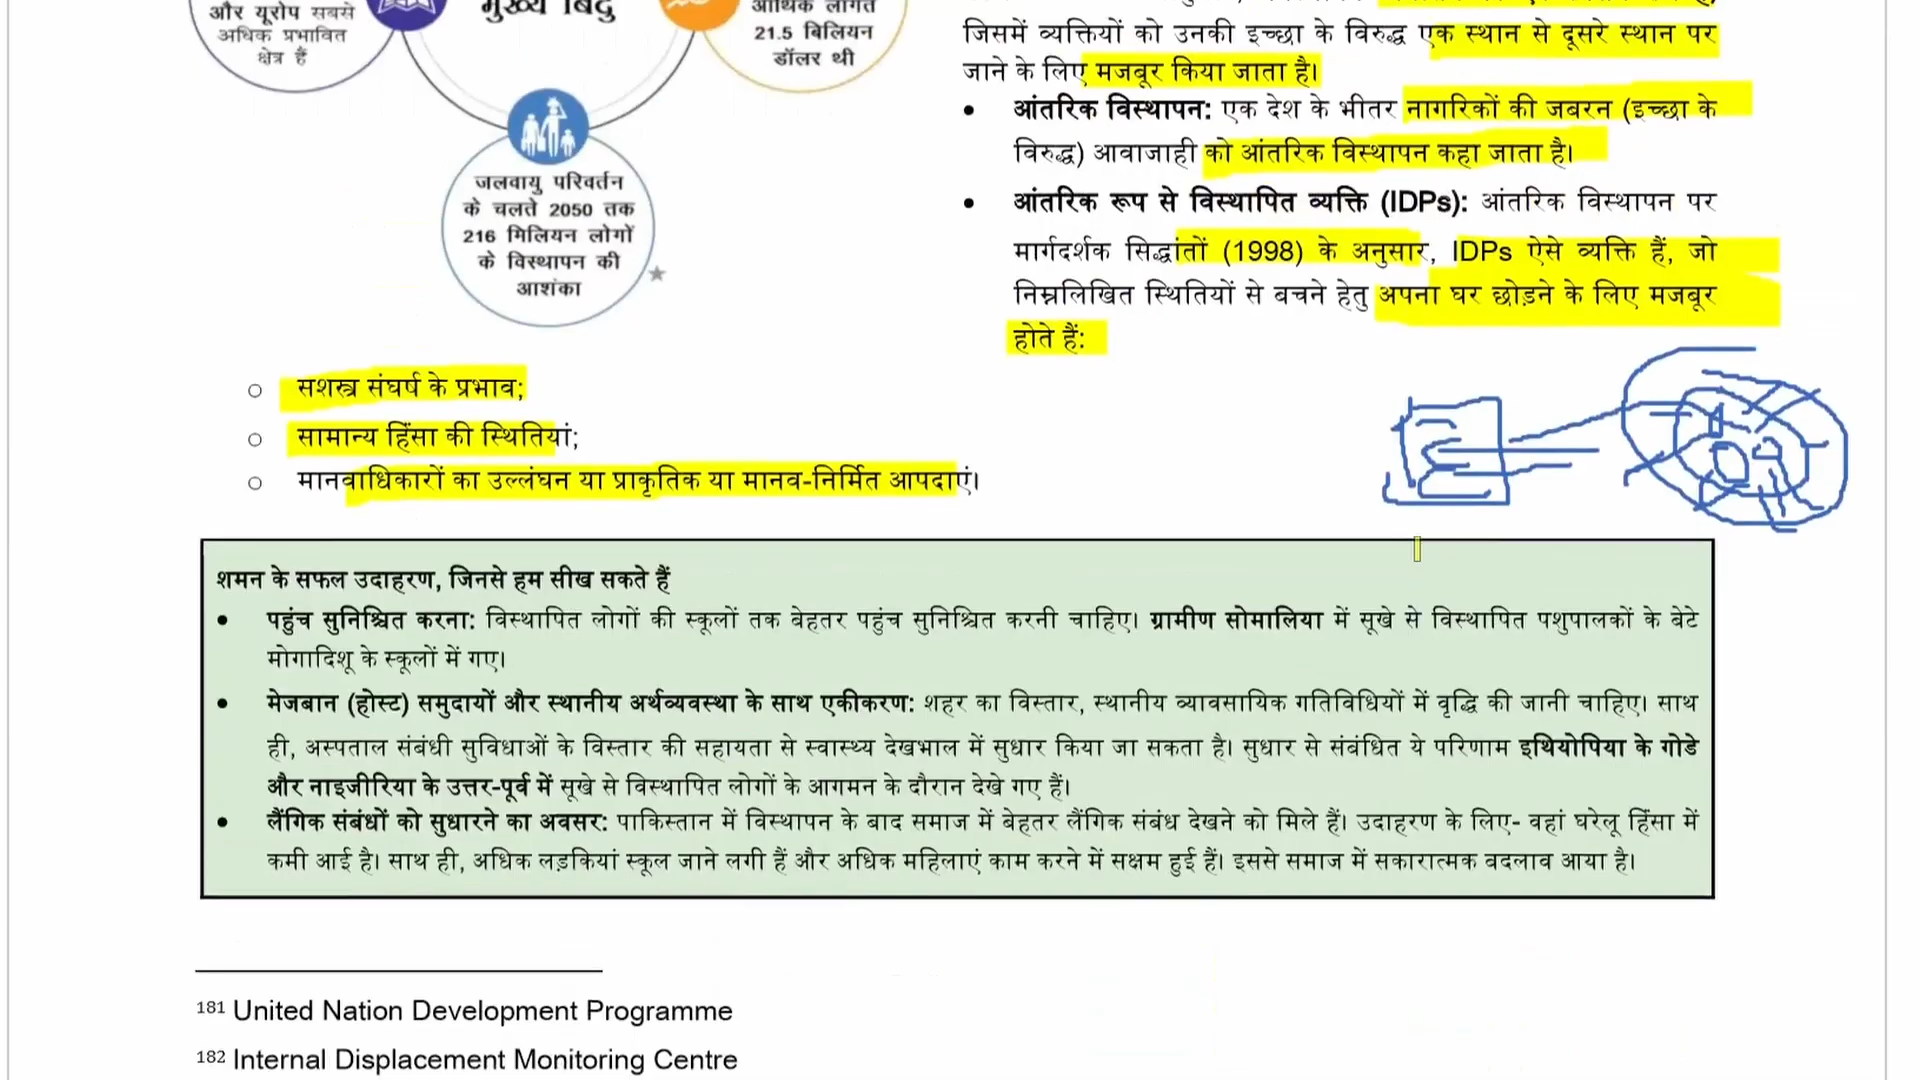 और यूरोप सबसे
अधिक प्रभावित
क्षेत्र हैं
मुख्य बिंदु
आर्थिक लागत
21.5 बिलियन
डॉलर थी
जलवायु परिवर्तन
के चलते 2050 तक
216 मिलियन लोगों
के विस्थापन की
आशंका
जिसमें व्यक्तियों को उनकी इच्छा के विरुद्ध एक स्थान से दूसरे स्थान पर
जाने के लिए मजबूर किया जाता है।
• आंतरिक विस्थापन: एक देश के भीतर नागरिकों की जबरन (इच्छा के
विरुद्ध) आवाजाही को आंतरिक विस्थापन कहा जाता है।
• आंतरिक रूप से विस्थापित व्यक्ति (IDPs): आंतरिक विस्थापन पर
मार्गदर्शक सिद्धांतों (1998) के अनुसार, IDPs ऐसे व्यक्ति हैं, जो
निम्नलिखित स्थितियों से बचने हेतु अपना घर छोड़ने के लिए मजबूर
होते हैं:
○ सशस्त्र संघर्ष के प्रभाव;
○ सामान्य हिंसा की स्थितियां;
○ मानवाधिकारों का उल्लंघन या प्राकृतिक या मानव-निर्मित आपदाएं।
शमन के सफल उदाहरण, जिनसे हम सीख सकते हैं
• पहुंच सुनिश्चित करना: विस्थापित लोगों की स्कूलों तक बेहतर पहुंच सुनिश्चित करनी चाहिए। ग्रामीण सोमालिया में सूखे से विस्थापित पशुपालकों के बेटे
मोगादिशू के स्कूलों में गए।
• मेजबान (होस्ट) समुदायों और स्थानीय अर्थव्यवस्था के साथ एकीकरण: शहर का विस्तार, स्थानीय व्यावसायिक गतिविधियों में वृद्धि की जानी चाहिए। साथ
ही, अस्पताल संबंधी सुविधाओं के विस्तार की सहायता से स्वास्थ्य देखभाल में सुधार किया जा सकता है। सुधार से संबंधित ये परिणाम इथियोपिया के गोडे
और नाइजीरिया के उत्तर-पूर्व में सूखे से विस्थापित लोगों के आगमन के दौरान देखे गए हैं।
• लैंगिक संबंधों को सुधारने का अवसर: पाकिस्तान में विस्थापन के बाद समाज में बेहतर लैंगिक संबंध देखने को मिले हैं। उदाहरण के लिए- वहां घरेलू हिंसा में
कमी आई है। साथ ही, अधिक लड़कियां स्कूल जाने लगी हैं और अधिक महिलाएं काम करने में सक्षम हुई हैं। इससे समाज में सकारात्मक बदलाव आया है।
181 United Nation Development Programme
182 Internal Displacement Monitoring Centre